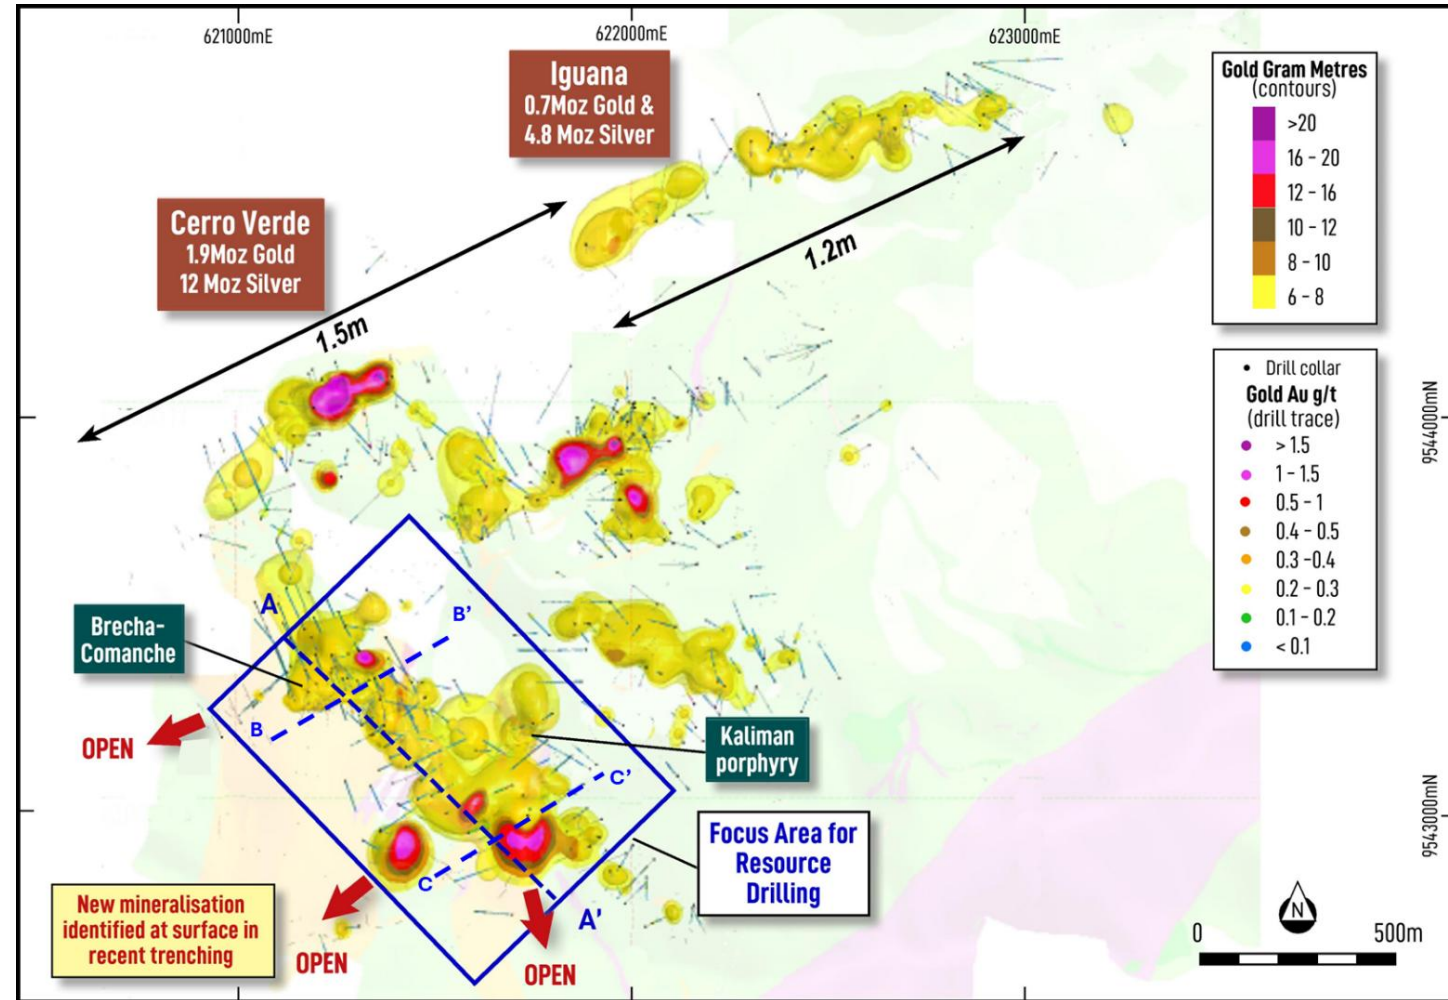 621000mE
622000mE
623000mE
Iguana
0.7Moz Gold &
4.8 Moz Silver
Cerro Verde
1.9Moz Gold
12 Moz Silver
1.5m
1.2m
Gold Gram Metres
(contours)
>20
16 – 20
12 – 16
10 – 12
8 – 10
6 – 8
Drill collar
Gold Au g/t
(drill trace)
> 1.5
1 – 1.5
0.5 – 1
0.4 – 0.5
0.3 –0.4
0.2 – 0.3
0.1 – 0.2
< 0.1
9544000mN
9543000mN
A
B'
Brecha-
Comanche
B
OPEN
Kaliman
porphyry
C'
Focus Area for
Resource
Drilling
C
A'
New mineralisation
identified at surface in
recent trenching
OPEN
OPEN
N
0
500m